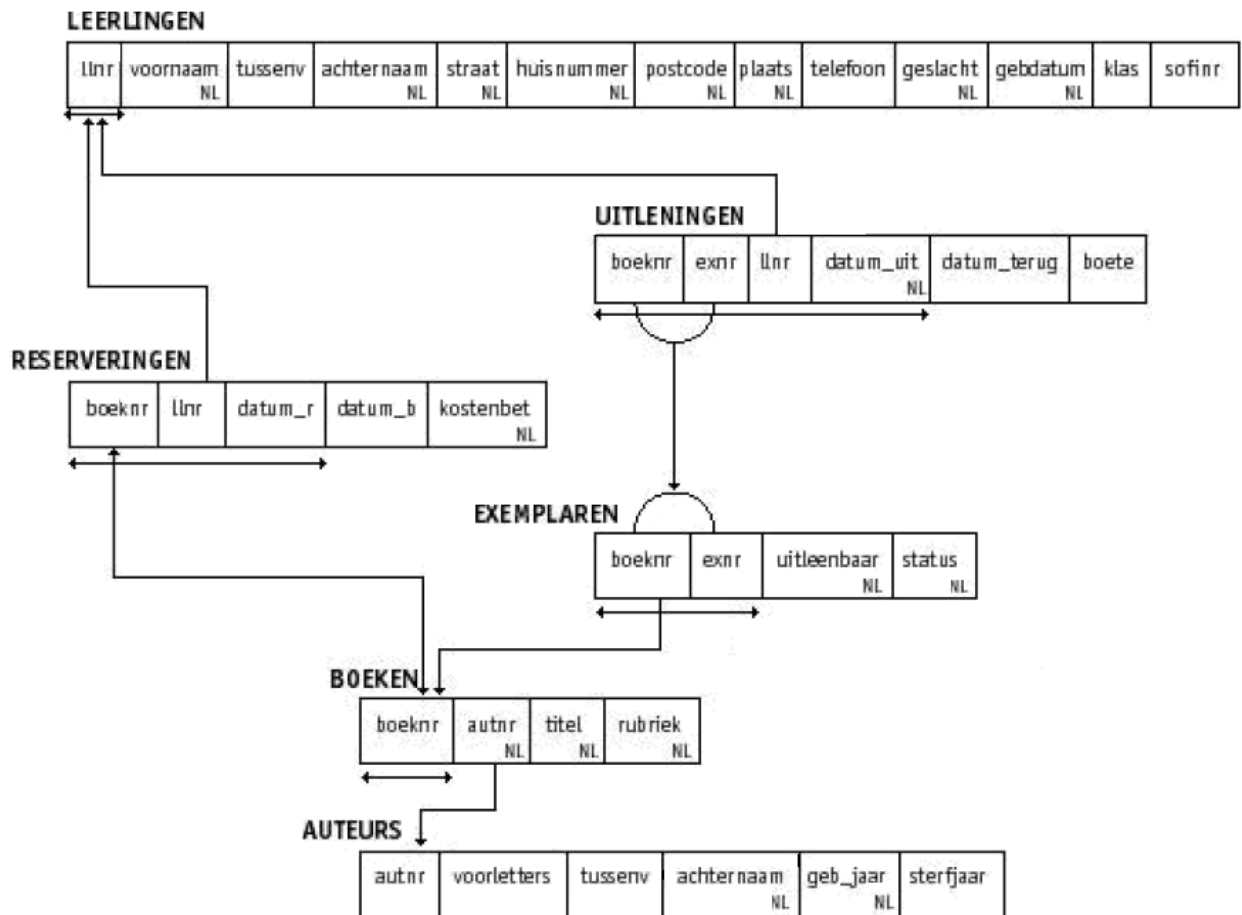 LEERLINGEN
llnr voornaam tussenv achternaam straat huisnummer postcode plaats telefoon geslacht gebdatum klas sofinr
NL NL NL NL NL NL NL NL
UITLENINGEN
boeknr exnr llnr datum_uit datum_terug boete
NL
RESERVERINGEN
boeknr llnr datum_r datum_b kostenbet
NL
EXEMPLAREN
boeknr exnr uitleenbaar status
NL NL
BOEKEN
boeknr autnr titel rubriek
NL NL NL
AUTEURS
autnr voorletters tussenv achternaam geb_jaar sterfjaar
NL NL